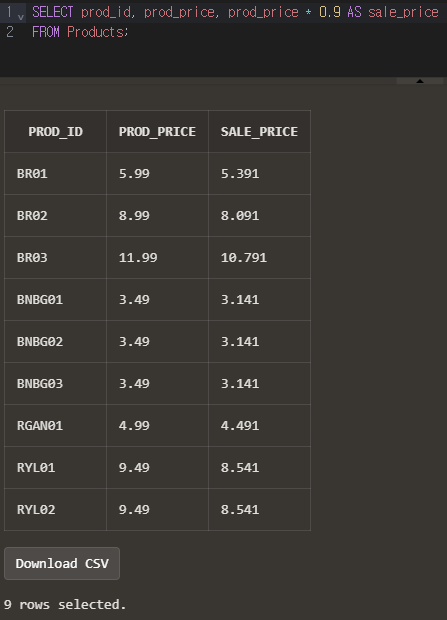 1 SELECT prod_id, prod_price, prod_price * 0.9 AS sale_price
2 FROM Products;
PROD_ID PROD_PRICE SALE_PRICE
BR01 5.99 5.391
BR02 8.99 8.091
BR03 11.99 10.791
BNBG01 3.49 3.141
BNBG02 3.49 3.141
BNBG03 3.49 3.141
RGAN01 4.99 4.491
RYL01 9.49 8.541
RYL02 9.49 8.541
Download CSV
9 rows selected.